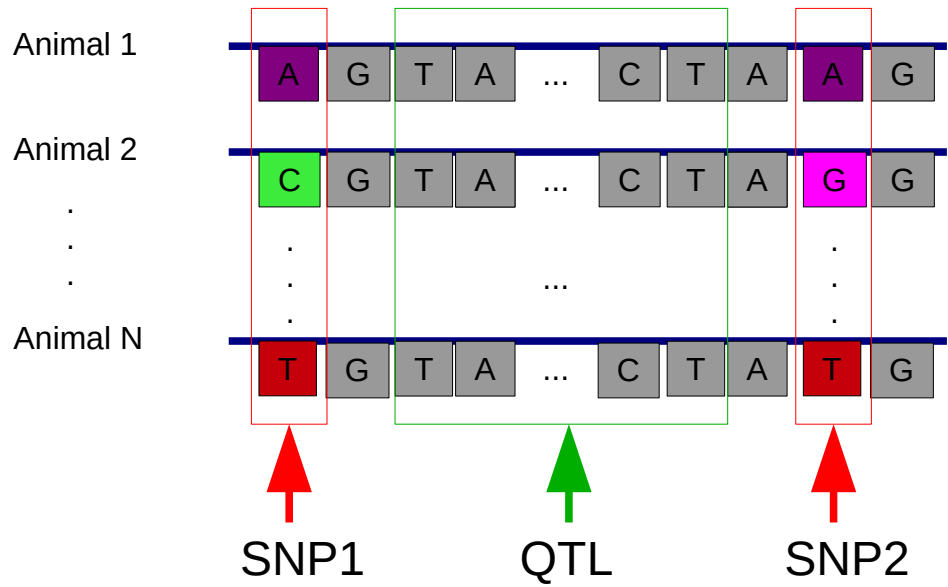 Animal 1
A G T A ... C T A A G
Animal 2
C G T A ... C T A G G
.
.
.
.
.
.
...
.
.
.
Animal N
T G T A ... C T A T G
SNP1 QTL SNP2